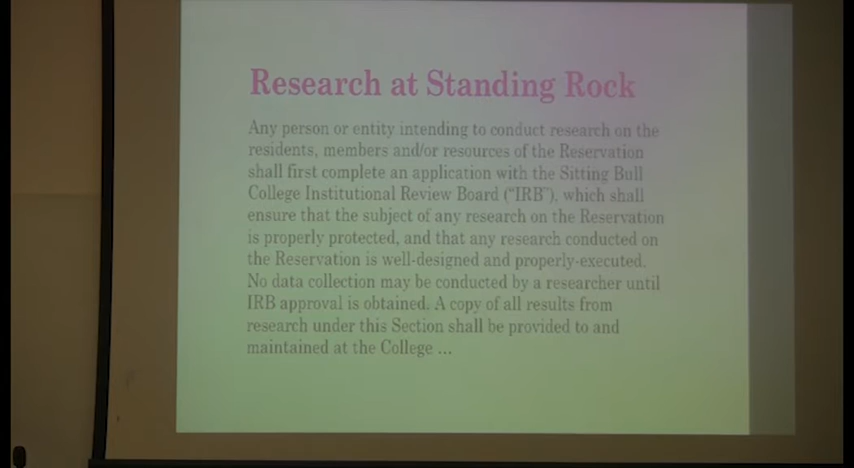 Research at Standing Rock
Any person or entity intending to conduct research on the
residents, members and/or resources of the Reservation
shall first complete an application with the Sitting Bull
College Institutional Review Board ("IRB"), which shall
ensure that the subject of any research on the Reservation
is properly protected, and that any research conducted on
the Reservation is well-designed and properly-executed.
No data collection may be conducted by a researcher until
IRB approval is obtained. A copy of all results from
research under this Section shall be provided to and
maintained at the College ...